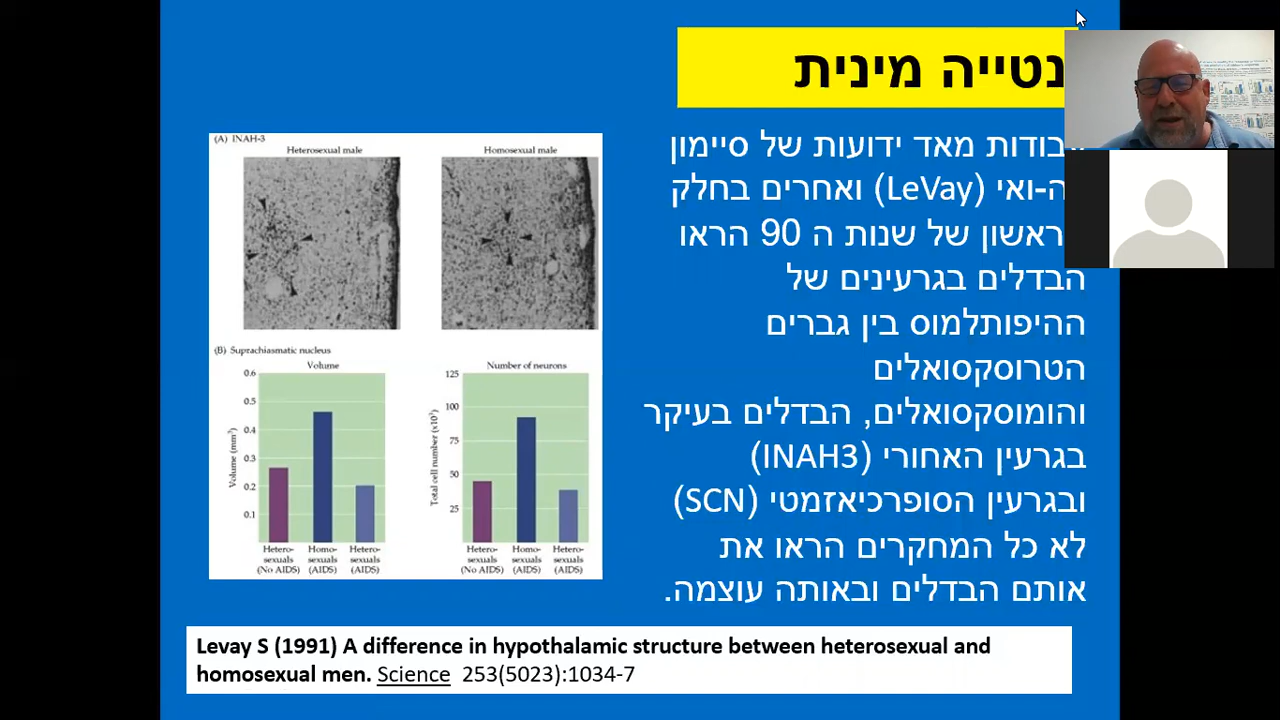 נטייה מינית
מאד ידועות של סיימון
(LeVay) ואחרים בחלק
של שנות ה 90 הראו
הבדלים בגרעינים של
ההיפותלמוס בין גברים
הטרוסקסואלים
והומוסקסואלים, הבדלים בעיקר
בגרעין האחורי (INAH3)
ובגרעין הסופרכיאזמטי (SCN)
לא כל המחקרים הראו את
אותם הבדלים ובאותה עוצמה.
(A) INAH-3
Heterosexual male
Homosexual male
(B) Suprachiasmatic nucleus
Volume
Volume (mm³)
0.6
0.5
0.4
0.3
0.2
0.1
Hetero-
sexuals
(No AIDS)
Homo-
sexuals
(AIDS)
Hetero-
sexuals
(AIDS)
Number of neurons
Total cell number (x10³)
125
100
75
50
25
Hetero-
sexuals
(No AIDS)
Homo-
sexuals
(AIDS)
Hetero-
sexuals
(AIDS)
Levay S (1991) A difference in hypothalamic structure between heterosexual and
homosexual men. Science 253(5023):1034-7